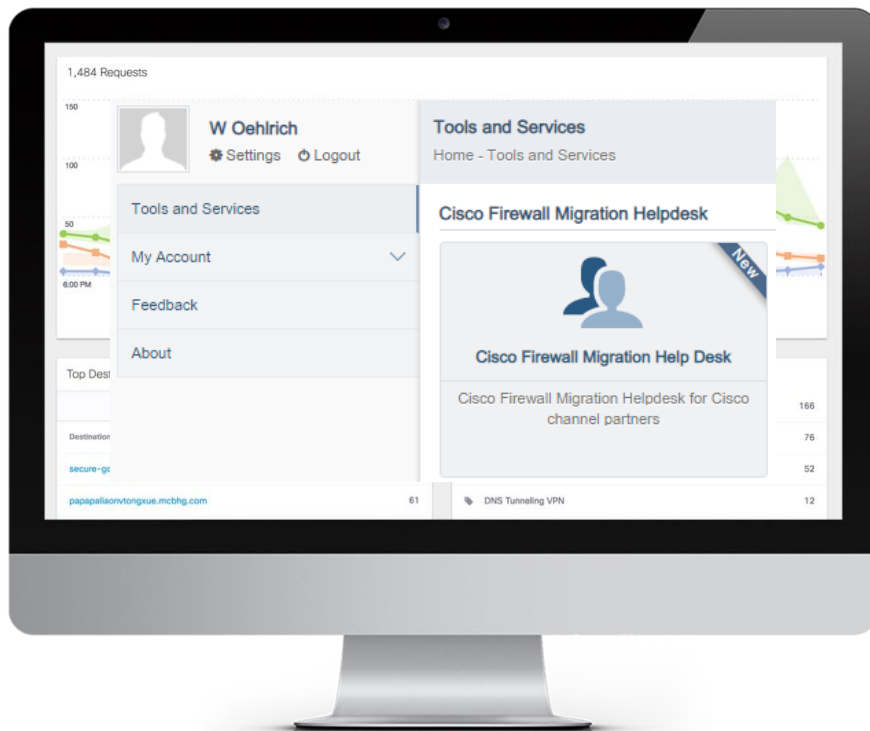 1,484 Requests
150
100
50
6:00 PM
W Oehlrich
Settings Logout
Tools and Services
My Account
Feedback
About
Tools and Services
Home - Tools and Services
Cisco Firewall Migration Helpdesk
New
Cisco Firewall Migration Help Desk
Cisco Firewall Migration Helpdesk for Cisco
channel partners
Top Dest
Destination
secure-go
papapaliaonvtongxue.mcbhg.com 61
166
76
52
DNS Tunneling VPN 12